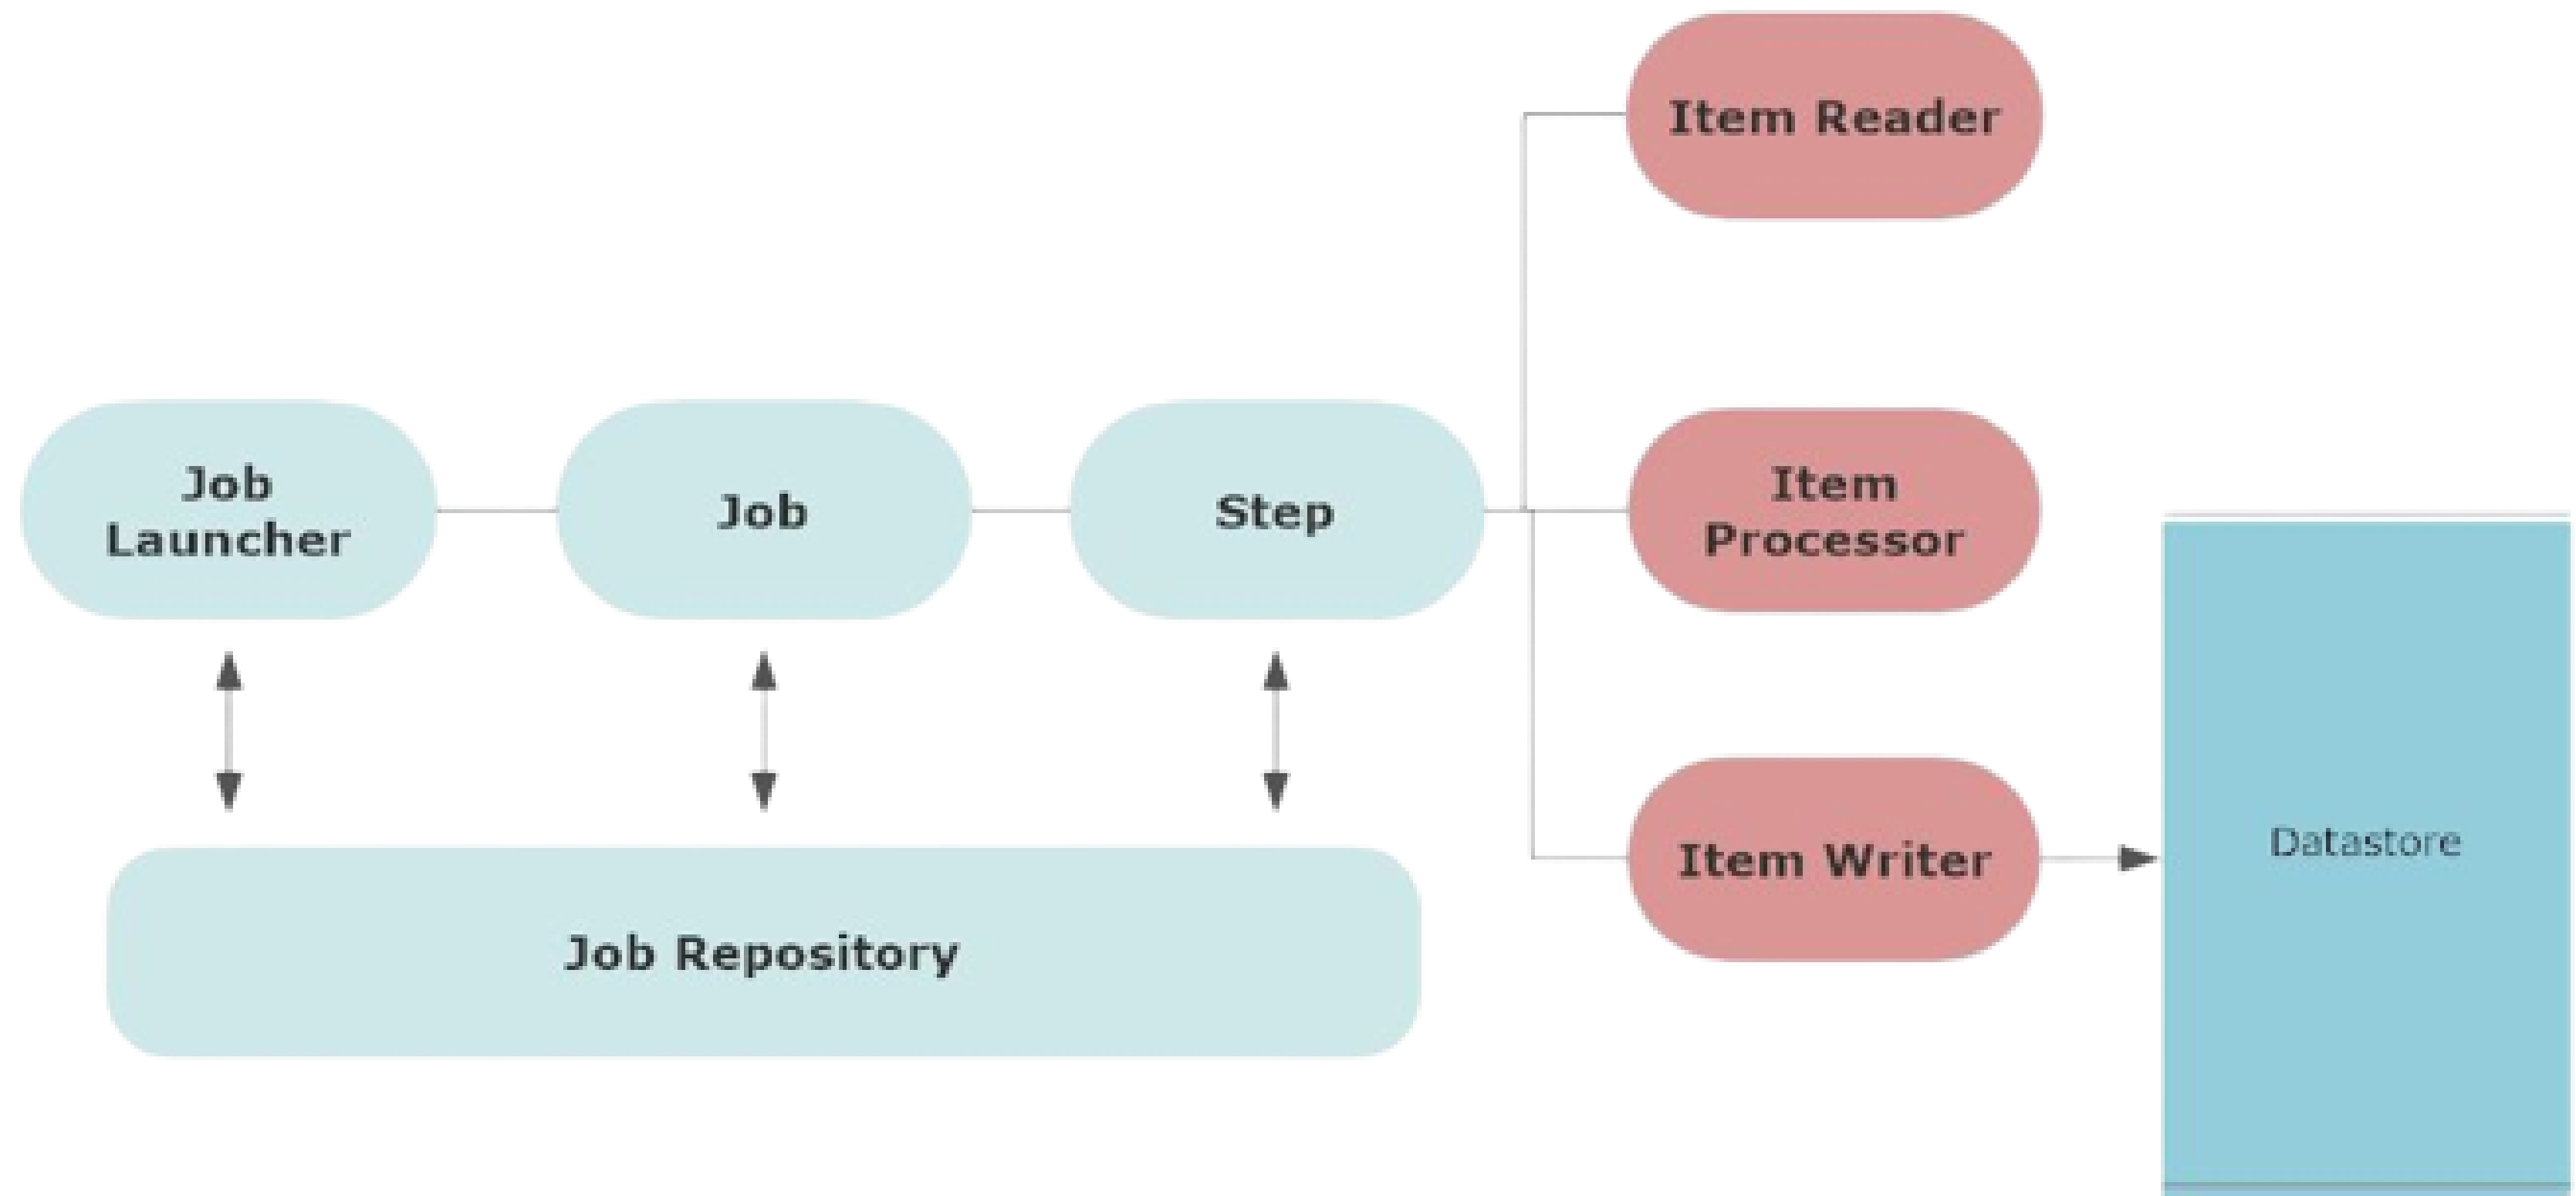 Item Reader
Job
Launcher
Job
Step
Item
Processor
Datastore
Item Writer
Job Repository